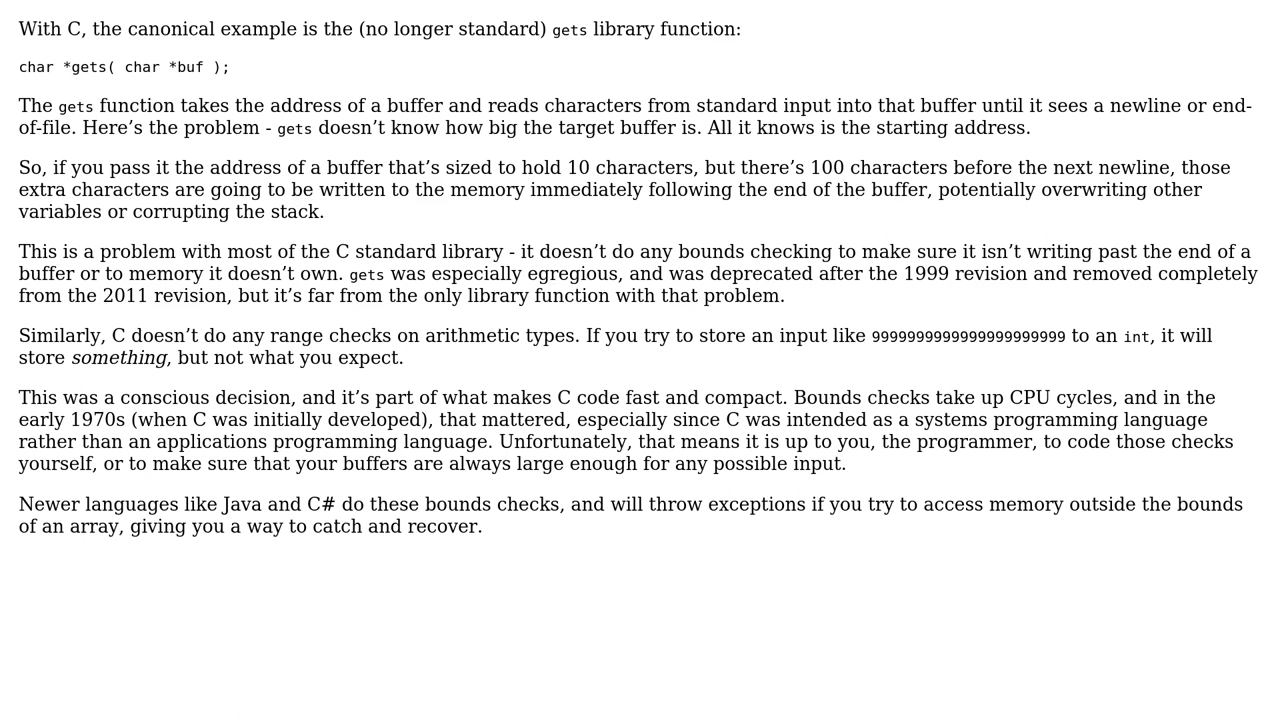 With C, the canonical example is the (no longer standard) gets library function:
char *gets( char *buf );
The gets function takes the address of a buffer and reads characters from standard input into that buffer until it sees a newline or end-
of-file. Here’s the problem - gets doesn’t know how big the target buffer is. All it knows is the starting address.
So, if you pass it the address of a buffer that’s sized to hold 10 characters, but there’s 100 characters before the next newline, those
extra characters are going to be written to the memory immediately following the end of the buffer, potentially overwriting other
variables or corrupting the stack.
This is a problem with most of the C standard library - it doesn’t do any bounds checking to make sure it isn’t writing past the end of a
buffer or to memory it doesn’t own. gets was especially egregious, and was deprecated after the 1999 revision and removed completely
from the 2011 revision, but it’s far from the only library function with that problem.
Similarly, C doesn’t do any range checks on arithmetic types. If you try to store an input like 9999999999999999999999 to an int, it will
store something, but not what you expect.
This was a conscious decision, and it’s part of what makes C code fast and compact. Bounds checks take up CPU cycles, and in the
early 1970s (when C was initially developed), that mattered, especially since C was intended as a systems programming language
rather than an applications programming language. Unfortunately, that means it is up to you, the programmer, to code those checks
yourself, or to make sure that your buffers are always large enough for any possible input.
Newer languages like Java and C# do these bounds checks, and will throw exceptions if you try to access memory outside the bounds
of an array, giving you a way to catch and recover.